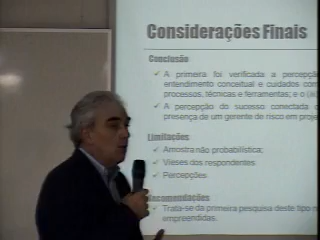 Considerações Finais
Conclusão
✓ A primeira foi verificada a percepção
entendimento conceitual e cuidados com
processos, técnicas e ferramentas; e o
✓ A percepção do sucesso conectada
presença de um gerente de risco em
Limitações
✓ Amostra não probabilística;
✓ Vieses dos respondentes
✓ Percepções
Recomendações
✓ Trata-se da primeira pesquisa deste tipo
empreendidas.